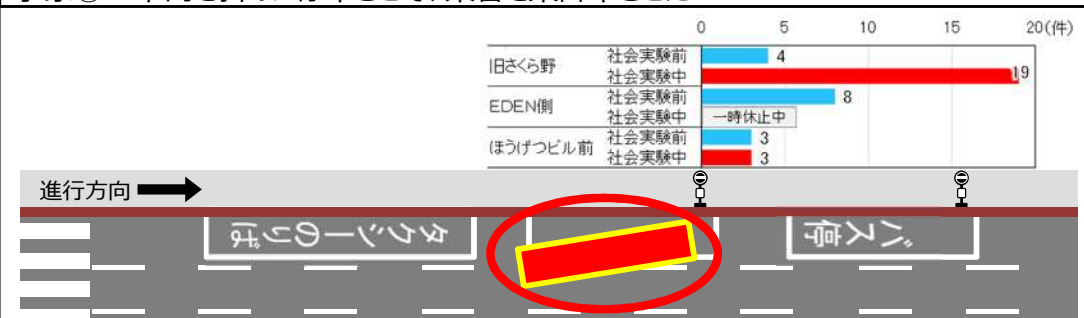 0 5 10 15 20(件)
旧さくら野 社会実験前 4
社会実験中 19
EDEN側 社会実験前 8
社会実験中 一時休止中
ほうげつビル前 社会実験前 3
社会実験中 3
進行方向
タクシーのりば バス停